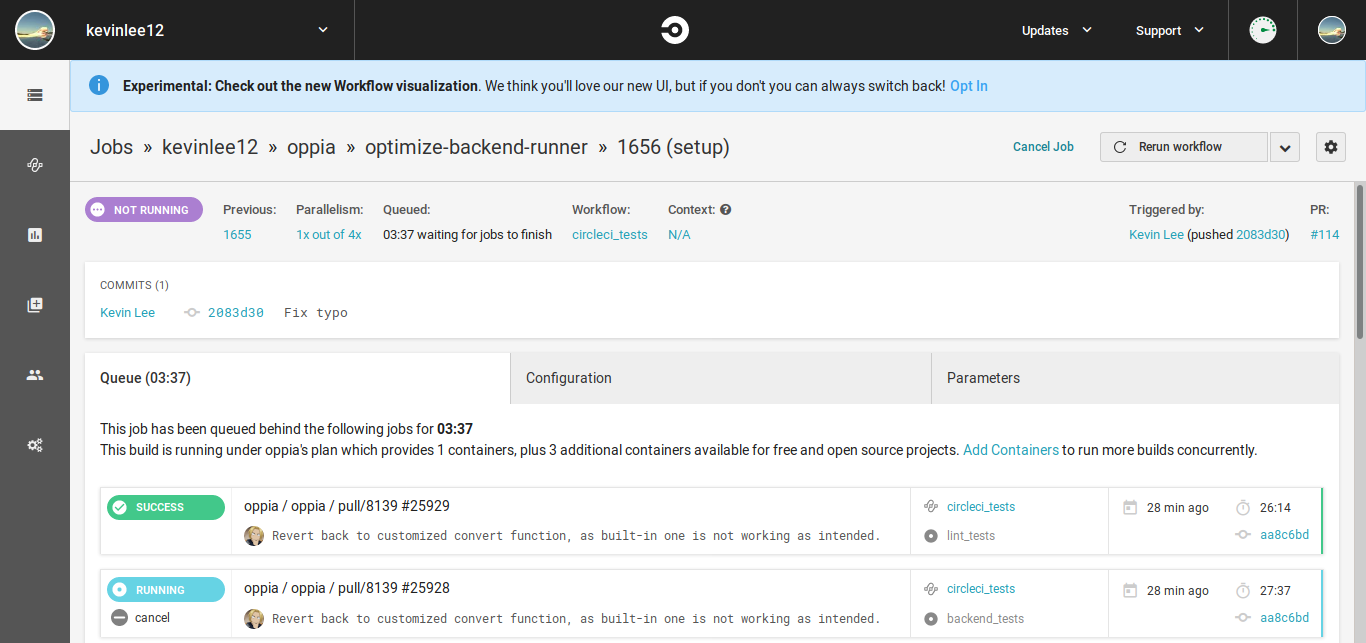 kevinlee12
Updates
Support
Experimental: Check out the new Workflow visualization. We think you'll love our new UI, but if you don't you can always switch back! Opt In
Jobs » kevinlee12 » oppia » optimize-backend-runner » 1656 (setup)
Cancel Job
Rerun workflow
NOT RUNNING
Previous: Parallelism: Queued: Workflow: Context: Triggered by: PR:
1655 1x out of 4x 03:37 waiting for jobs to finish circleci_tests N/A Kevin Lee (pushed 2083d30) #114
COMMITS (1)
Kevin Lee 2083d30 Fix typo
Queue (03:37) Configuration Parameters
This job has been queued behind the following jobs for 03:37
This build is running under oppia's plan which provides 1 containers, plus 3 additional containers available for free and open source projects. Add Containers to run more builds concurrently.
SUCCESS oppia / oppia / pull/8139 #25929 circleci_tests 28 min ago 26:14
Revert back to customized convert function, as built-in one is not working as intended. lint_tests aa8c6bd
RUNNING oppia / oppia / pull/8139 #25928 circleci_tests 28 min ago 27:37
cancel Revert back to customized convert function, as built-in one is not working as intended. backend_tests aa8c6bd